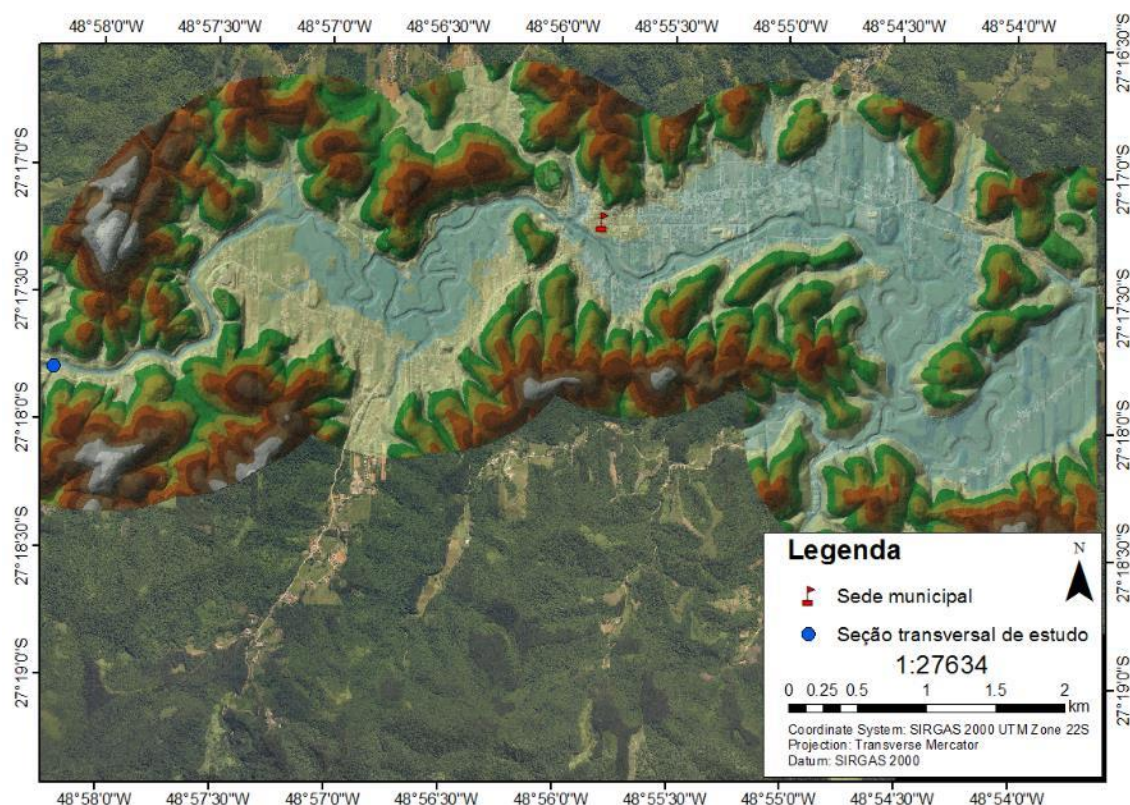 48°58'0"W 48°57'30"W 48°57'0"W 48°56'30"W 48°56'0"W 48°55'30"W 48°55'0"W 48°54'30"W 48°54'0"W
27°16'30"S
27°17'0"S
27°17'0"S
27°17'30"S
27°17'30"S
27°18'0"S
27°18'0"S
27°18'30"S
27°18'30"S
27°19'0"S
27°19'0"S
Legenda
N
Sede municipal
Seção transversal de estudo
1:27634
0 0.25 0.5 1 1.5 2
km
Coordinate System: SIRGAS 2000 UTM Zone 22S
Projection: Transverse Mercator
Datum: SIRGAS 2000
48°58'0"W 48°57'30"W 48°57'0"W 48°56'30"W 48°56'0"W 48°55'30"W 48°55'0"W 48°54'30"W 48°54'0"W